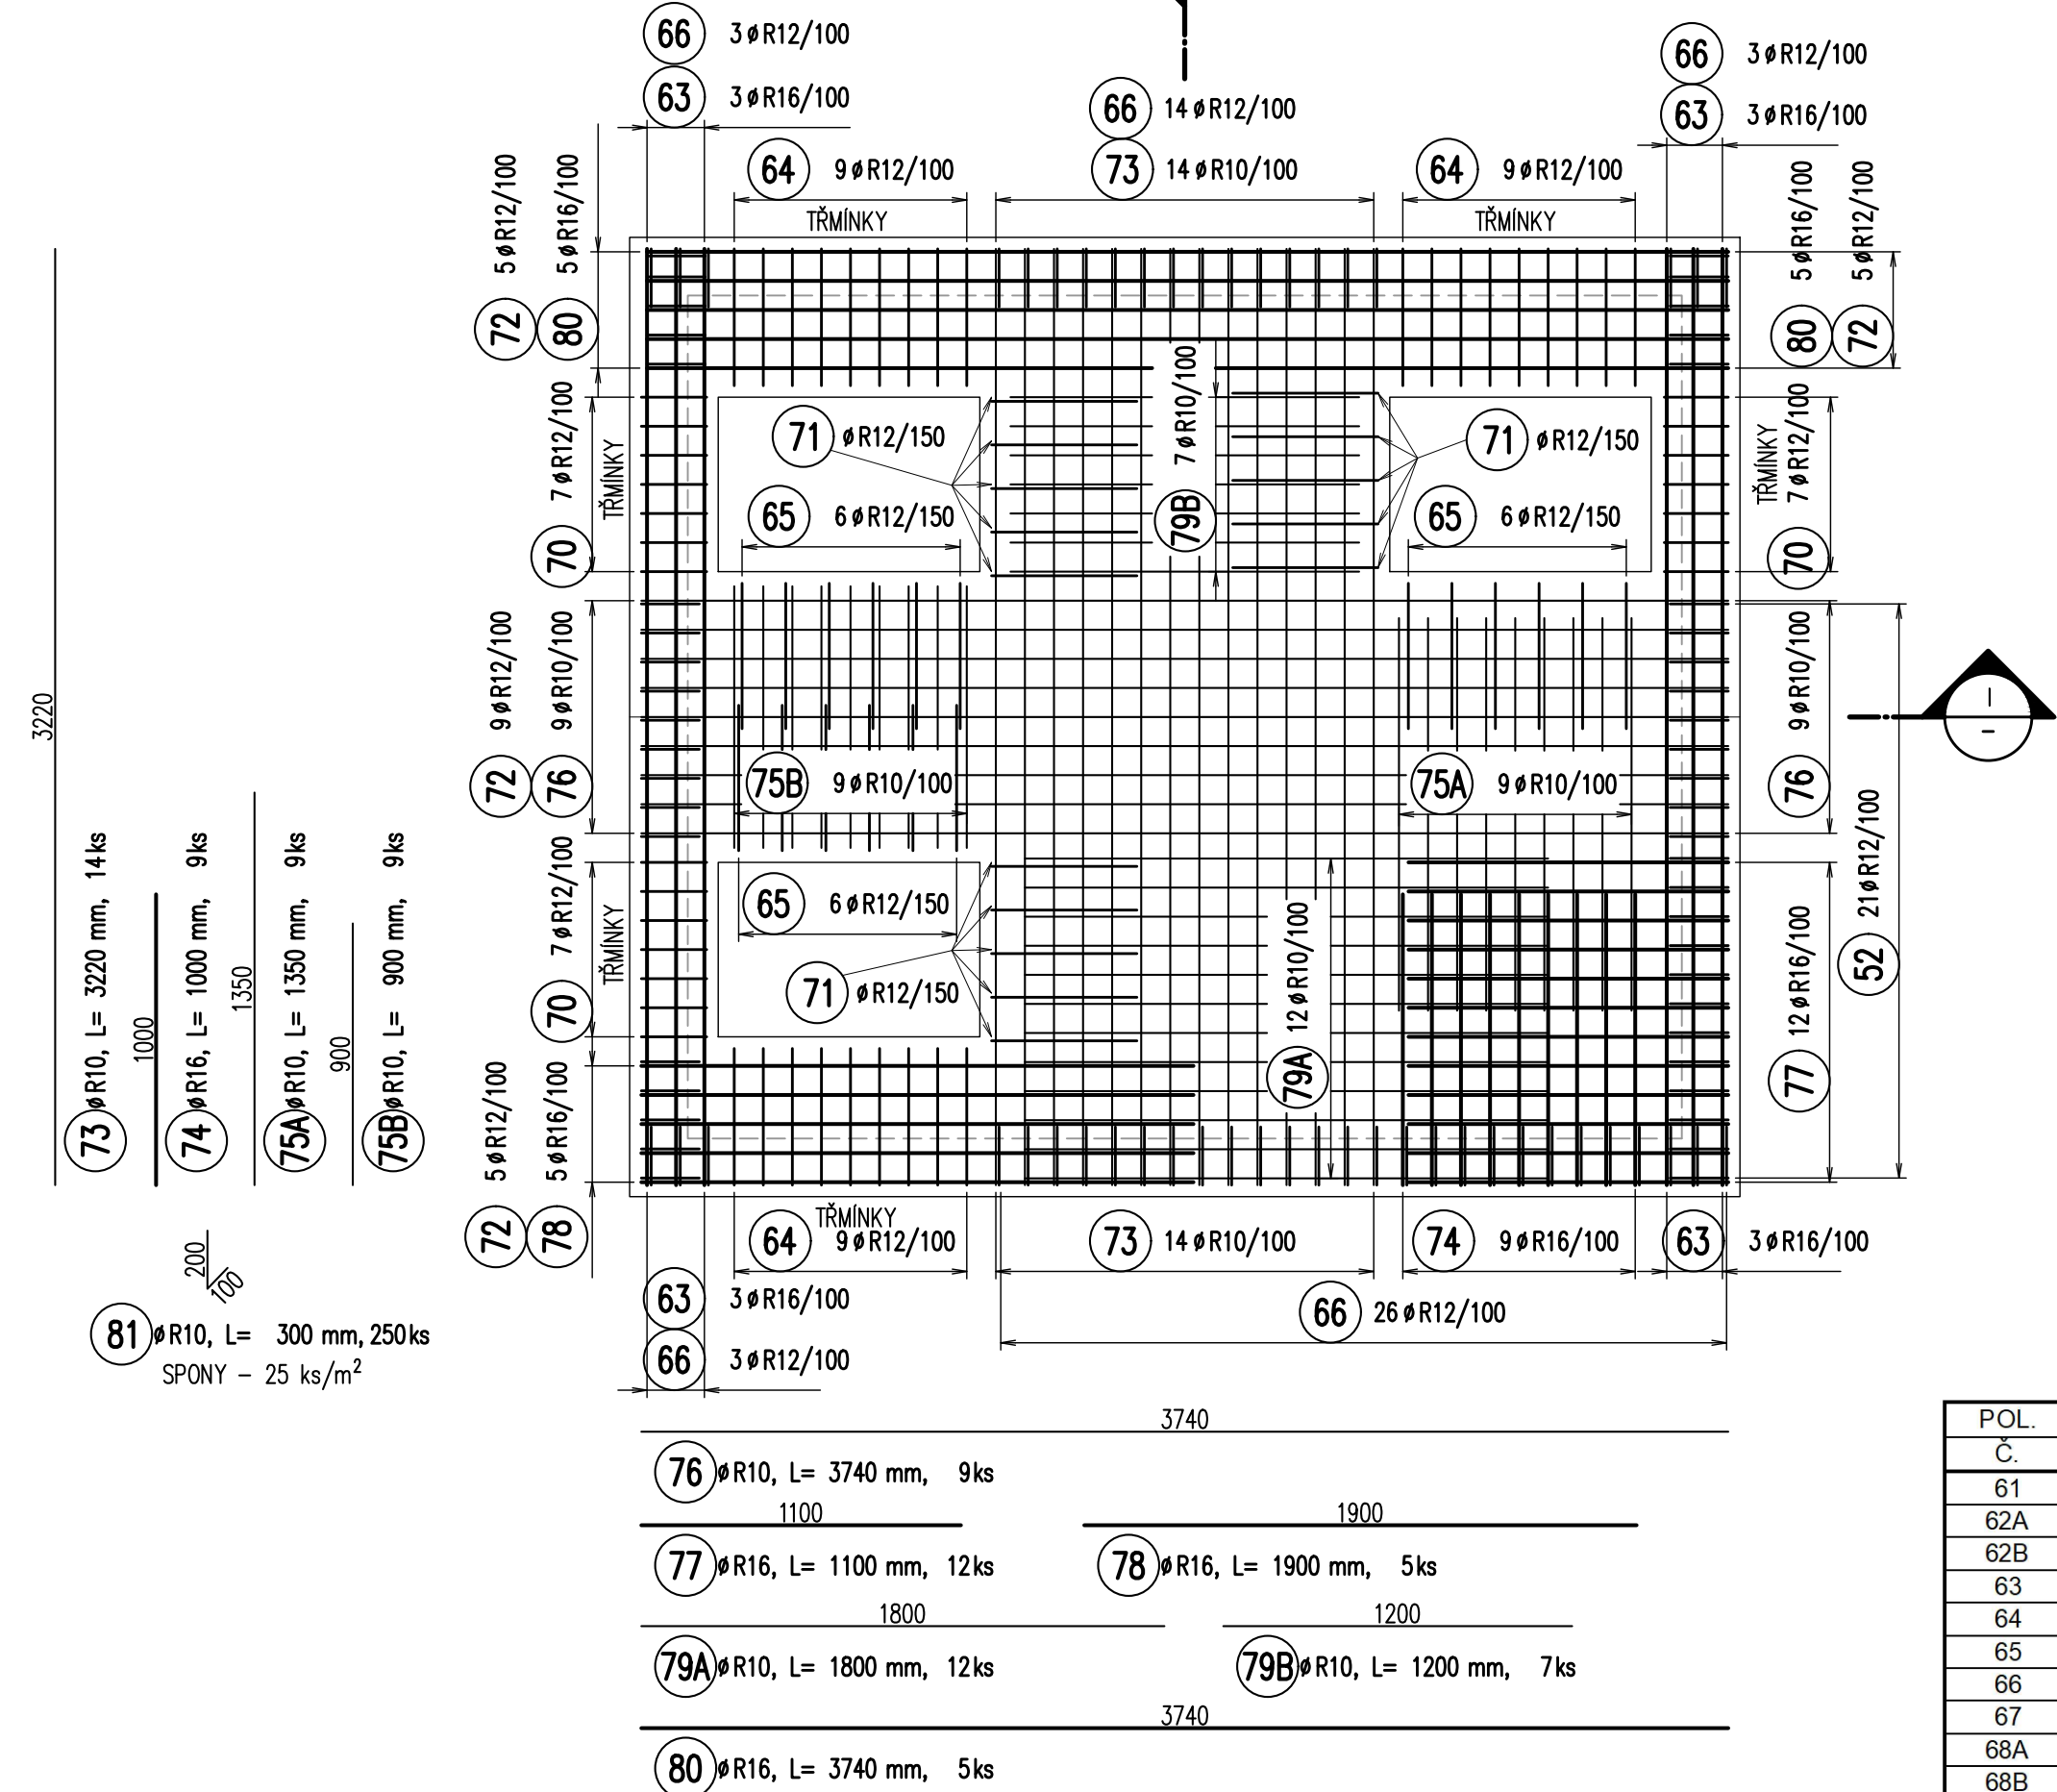 66 3øR12/100
63 3øR16/100
66 14øR12/100
73 14øR10/100
66 3øR12/100
63 3øR16/100
64 9øR12/100
TŘMÍNKY
64 9øR12/100
TŘMÍNKY
72 5øR12/100
80 5øR16/100
80 5øR16/100
72 5øR12/100
70 7øR12/100
TŘMÍNKY
71 øR12/150
65 6øR12/150
79B 7øR10/100
71 øR12/150
65 6øR12/150
TŘMÍNKY
70 7øR12/100
3220
72 9øR12/100
76 9øR10/100
75B 9øR10/100
75A 9øR10/100
76 9øR10/100
52 21øR12/100
73 øR10, L= 3220 mm, 14ks
1000
74 øR16, L= 1000 mm, 9ks
1350
75A øR10, L= 1350 mm, 9ks
900
75B øR10, L= 900 mm, 9ks
70 7øR12/100
TŘMÍNKY
65 6øR12/150
71 øR12/150
79A 12øR10/100
77 12øR16/100
72 5øR12/100
78 5øR16/100
TŘMÍNKY
64 9øR12/100
73 14øR10/100
74 9øR16/100
63 3øR16/100
200
100
63 3øR16/100
66 26øR12/100
81 øR10, L= 300 mm, 250ks
SPONY – 25 ks/m²
66 3øR12/100
3740
76 øR10, L= 3740 mm, 9ks
1100
77 øR16, L= 1100 mm, 12ks
1900
78 øR16, L= 1900 mm, 5ks
1800
79A øR10, L= 1800 mm, 12ks
1200
79B øR10, L= 1200 mm, 7ks
3740
80 øR16, L= 3740 mm, 5ks
POL.
Č.
61
62A
62B
63
64
65
66
67
68A
68B